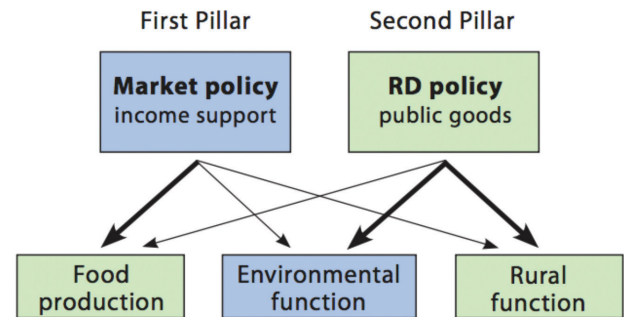 First Pillar
Second Pillar
Market policy
income support
RD policy
public goods
Food
production
Environmental
function
Rural
function